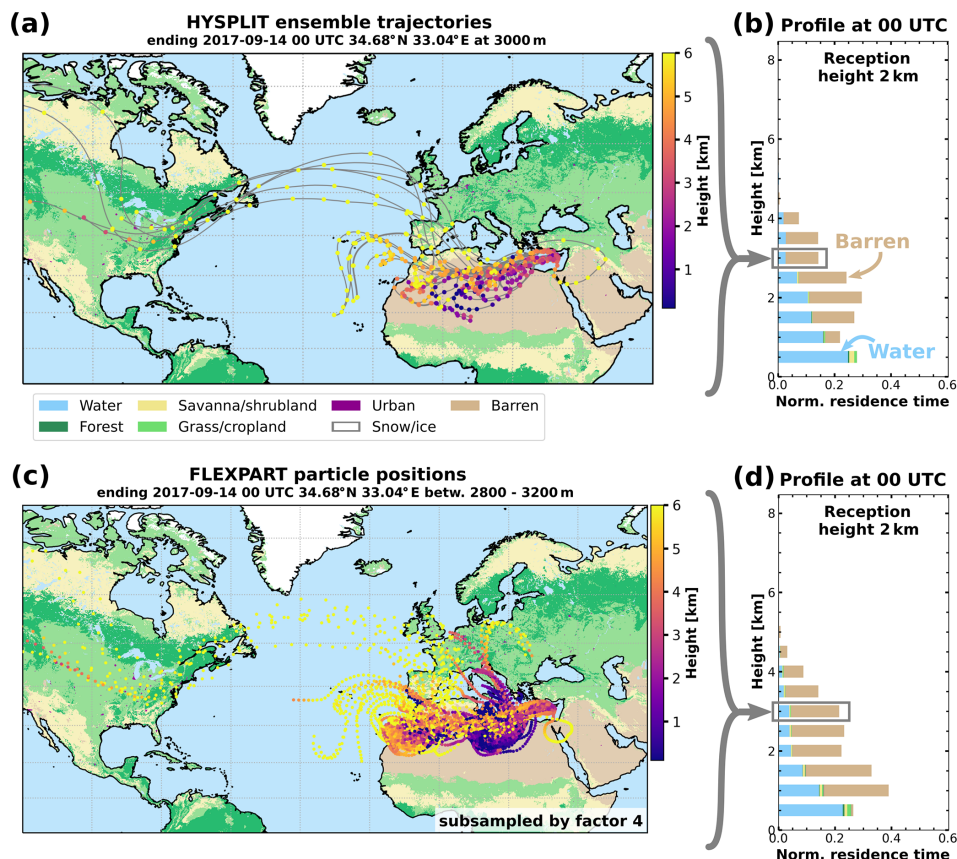 (a)
HYSPLIT ensemble trajectories
ending 2017-09-14 00 UTC 34.68°N 33.04°E at 3000 m
6
5
4
3
2
1
Height [km]
Water
Savanna/shrubland
Urban
Barren
Forest
Grass/cropland
Snow/ice
(b)
Profile at 00 UTC
Reception
height 2 km
8
6
4
2
0
Height [km]
Barren
Water
0.0
0.2
0.4
0.6
Norm. residence time
(c)
FLEXPART particle positions
ending 2017-09-14 00 UTC 34.68°N 33.04°E betw. 2800 - 3200 m
6
5
4
3
2
1
Height [km]
subsampled by factor 4
(d)
Profile at 00 UTC
Reception
height 2 km
8
6
4
2
0
Height [km]
0.0
0.2
0.4
0.6
Norm. residence time